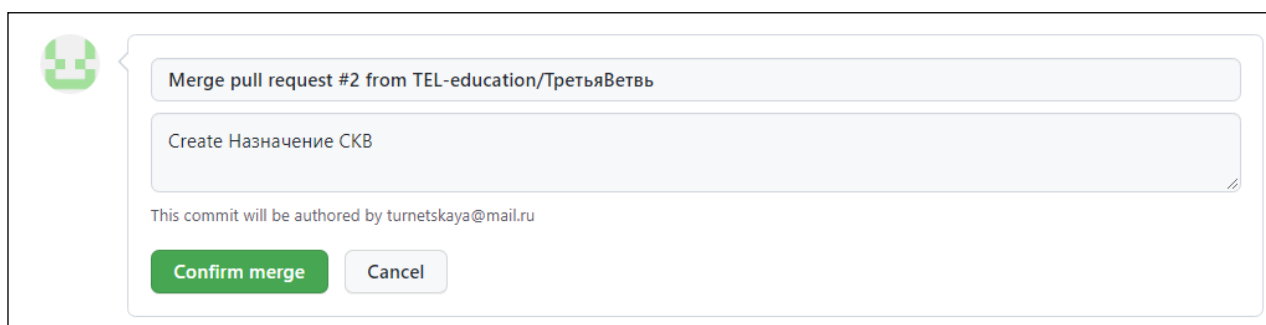 Merge pull request #2 from TEL-education/ТретьяВетвь
Create Назначение СКВ
This commit will be authored by turnetskaya@mail.ru
Confirm merge
Cancel